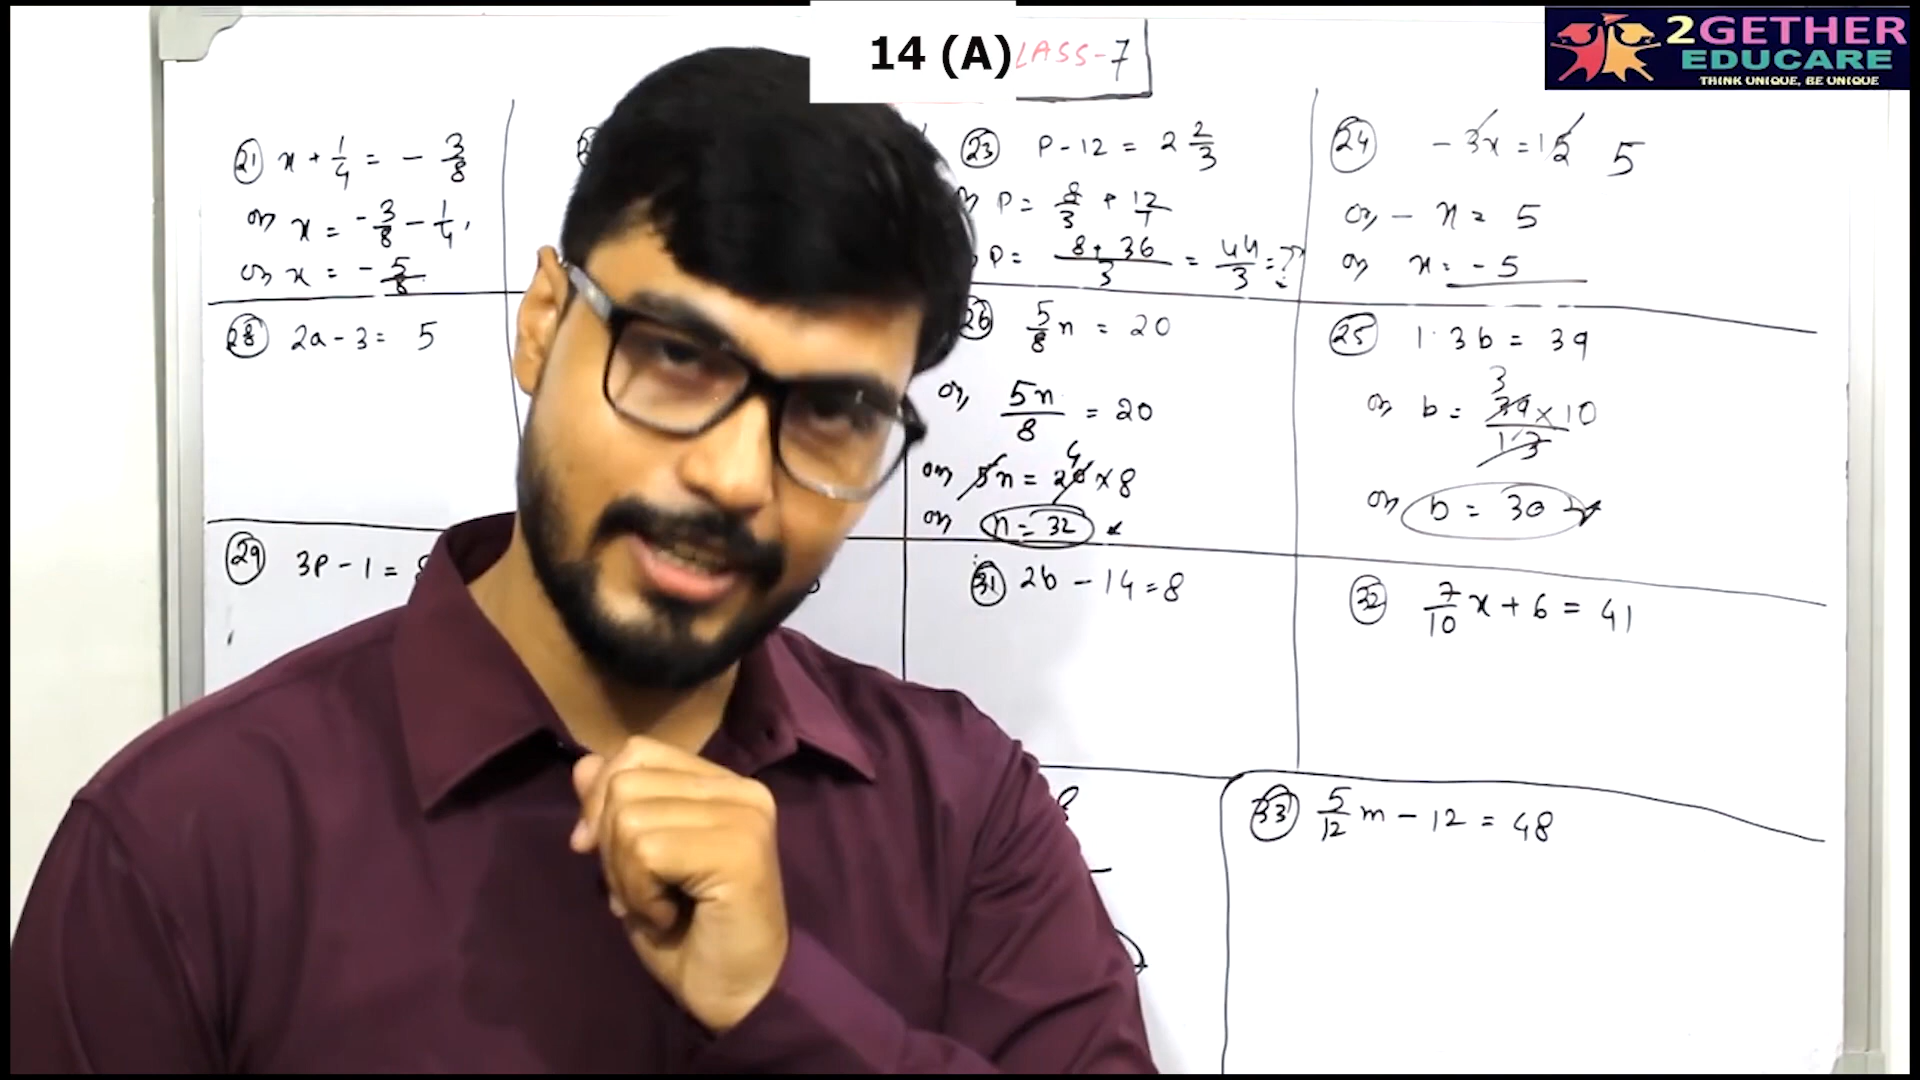 14 (A)
LASS-7
2GETHER
EDUCARE
THINK UNIQUE, BE UNIQUE
(21) x + 1/4 = - 3/8
or x = - 3/8 - 1/4,
or x = - 5/8
(23) P - 12 = 2 2/3
P = 8/3 + 12/1
P = (8 + 36)/3 = 44/3 = ?
(24) - 3x = 15 5
or, - x = 5
or x = - 5
(28) 2a - 3 = 5
(26) 5/8 n = 20
or, 5n/8 = 20
or 5n = 20 4 × 8
or n = 32
(25) 1.3b = 39
or b = 39 3 × 10 / 13
or b = 30
(29) 3P - 1 =
(31) 2b - 14 = 8
(32) 7/10 x + 6 = 41
(33) 5/12 m - 12 = 48